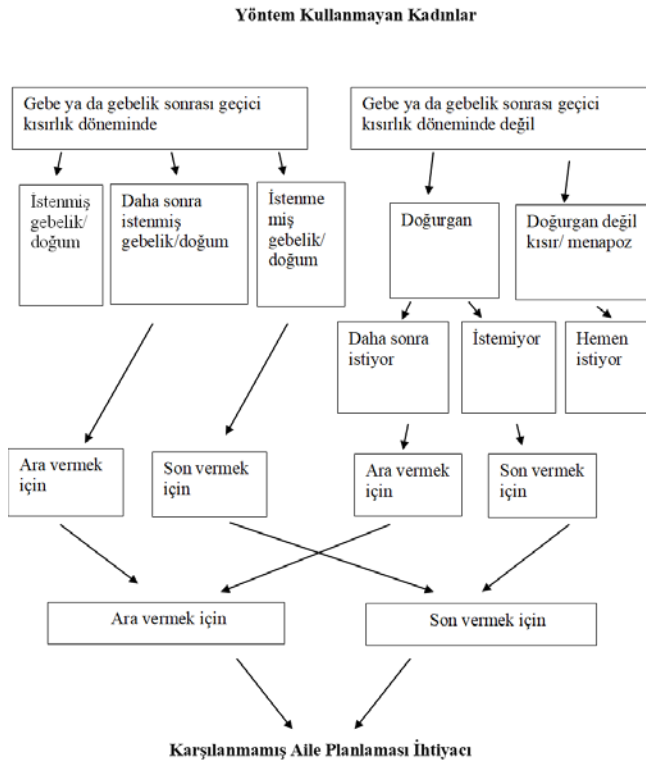 Yöntem Kullanmayan Kadınlar
Gebe ya da gebelik sonrası geçici
kısırlık döneminde
Gebe ya da gebelik sonrası geçici
kısırlık döneminde değil
İstenmiş
gebelik/
doğum
Daha sonra
istenmiş
gebelik/doğum
İstenme
miş
gebelik/
doğum
Doğurgan
Doğurgan değil
kısır/ menapoz
Daha sonra
istiyor
İstemiyor
Hemen
istiyor
Ara vermek
için
Son vermek
için
Ara vermek
için
Son vermek
için
Ara vermek için
Son vermek için
Karşılanmamış Aile Planlaması İhtiyacı